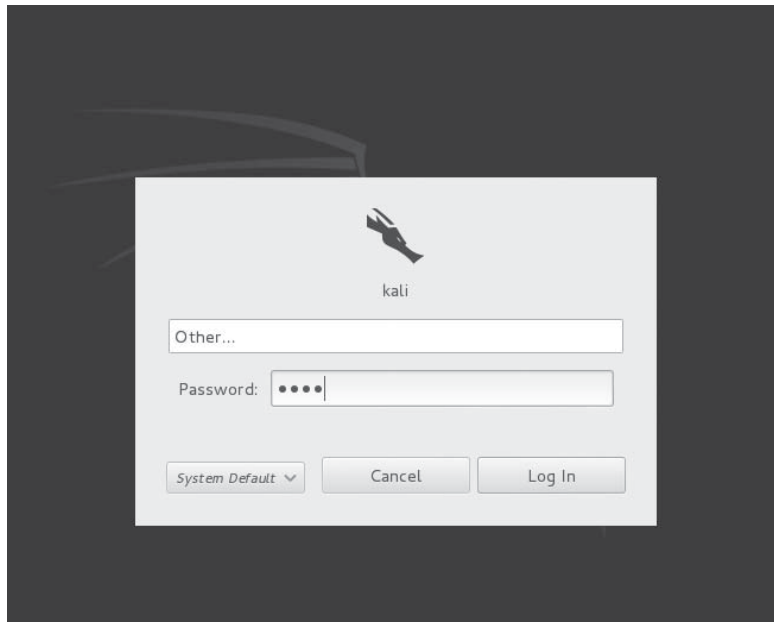 kali
Other...
Password: ••••
System Default
Cancel
Log In